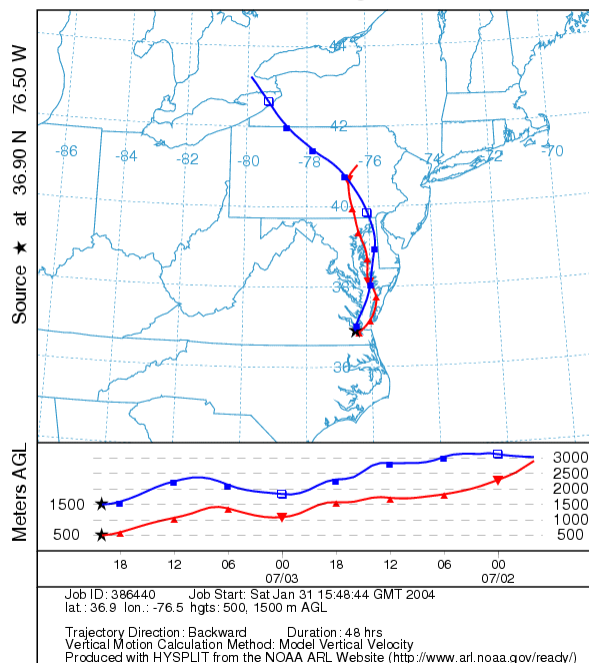 Source ★ at 36.90 N 76.50 W
44
42
-86
-84
-80
-78
-76
-74
-72
-70
40
38
36
Meters AGL
1500
500
3000
2500
2000
1500
1000
500
18 12 06 00 18 12 06 00
07/03 07/02
Job ID: 386440 Job Start: Sat Jan 31 15:48:44 GMT 2004
lat.: 36.9 lon.: -76.5 hgts: 500, 1500 m AGL
Trajectory Direction: Backward Duration: 48 hrs
Vertical Motion Calculation Method: Model Vertical Velocity
Produced with HYSPLIT from the NOAA ARL Website (http://www.arl.noaa.gov/ready/)